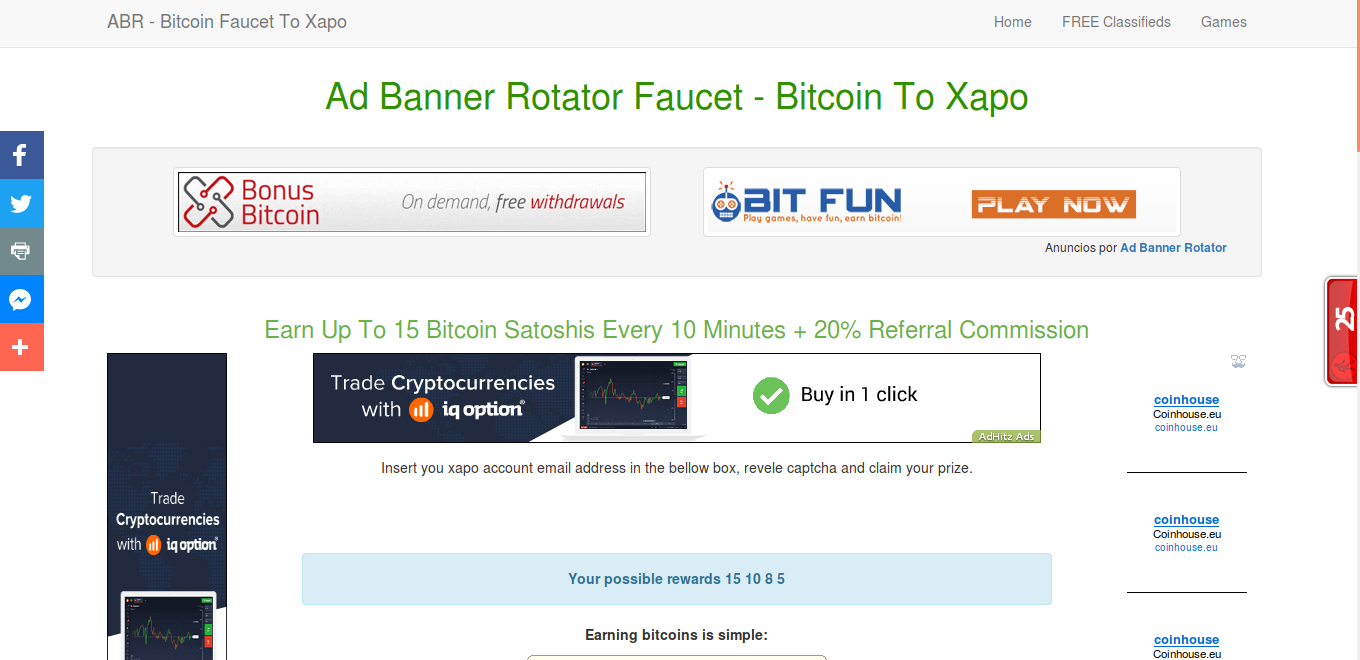 ABR - Bitcoin Faucet To Xapo
Home
FREE Classifieds
Games
Ad Banner Rotator Faucet - Bitcoin To Xapo
Bonus
Bitcoin
On demand, free withdrawals
BIT FUN
Play games, have fun, earn bitcoin!
PLAY NOW
Anuncios por Ad Banner Rotator
25
Earn Up To 15 Bitcoin Satoshis Every 10 Minutes + 20% Referral Commission
Trade Cryptocurrencies
with iq option
Buy in 1 click
AdHitz Ads
coinhouse
Coinhouse.eu
coinhouse.eu
Insert you xapo account email address in the bellow box, revele captcha and claim your prize.
Trade
Cryptocurrencies
with iq option
coinhouse
Coinhouse.eu
coinhouse.eu
Your possible rewards 15 10 8 5
Earning bitcoins is simple:
coinhouse
Coinhouse.eu